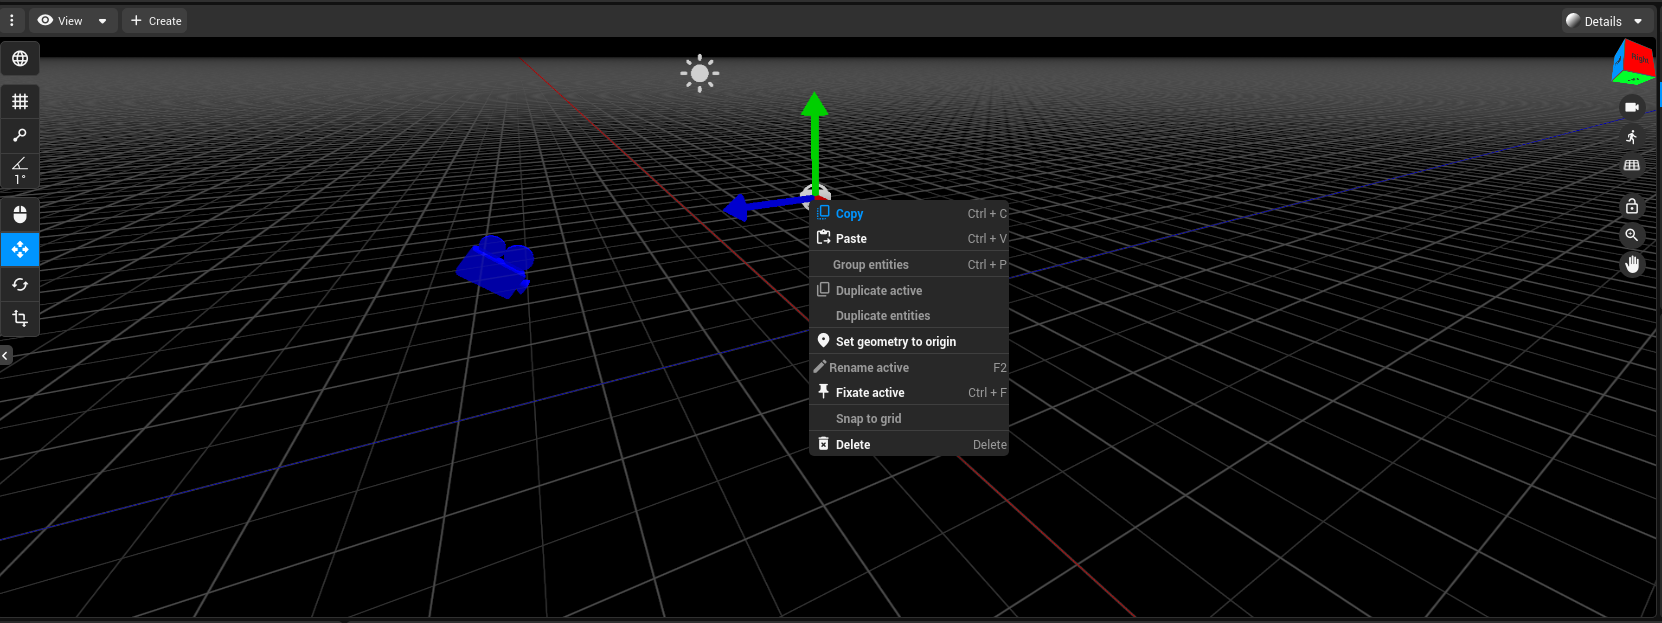 View
Create
Details
Right
1°
Copy Ctrl + C
Paste Ctrl + V
Group entities Ctrl + P
Duplicate active
Duplicate entities
Set geometry to origin
Rename active F2
Fixate active Ctrl + F
Snap to grid
Delete Delete